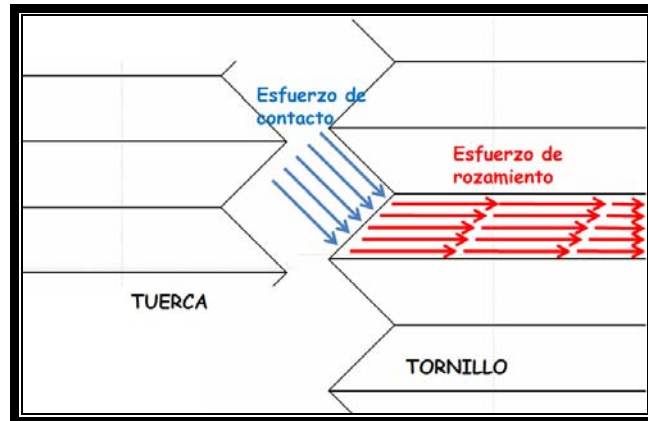 Esfuerzo de
contacto
Esfuerzo de
rozamiento
TUERCA
TORNILLO